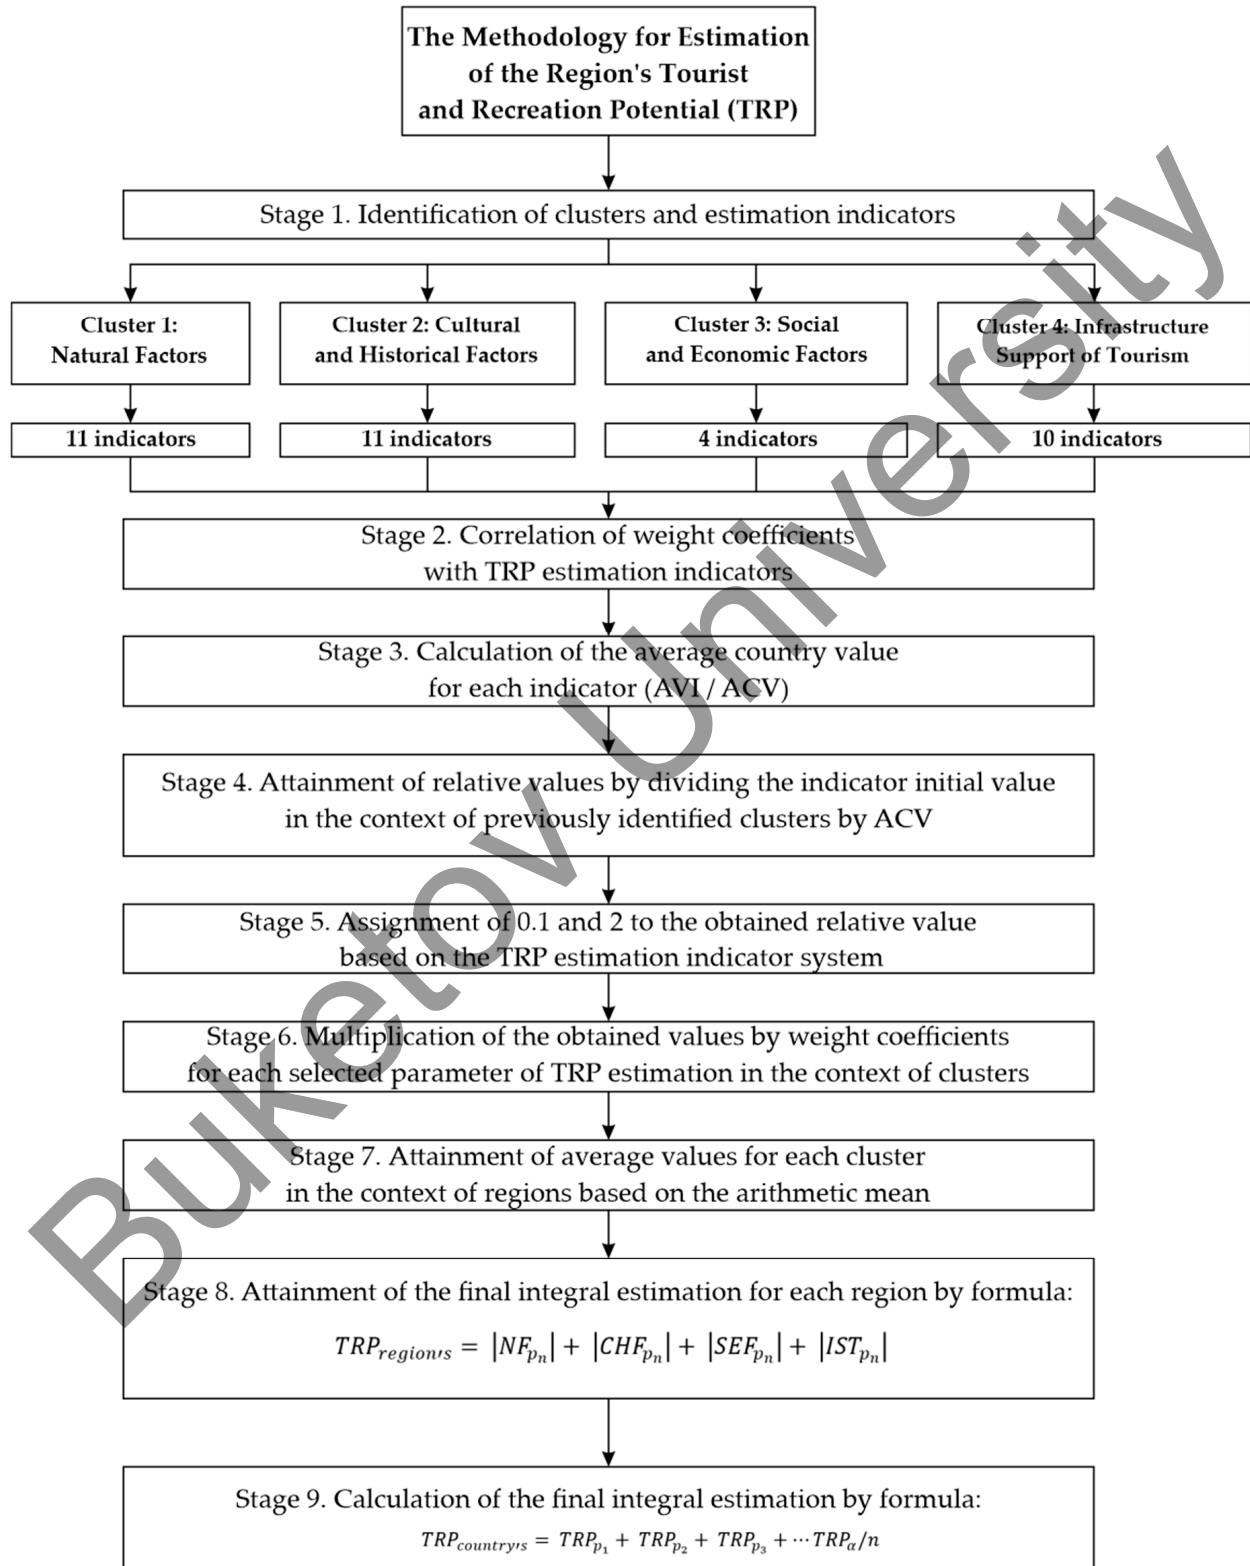 The Methodology for Estimation
of the Region's Tourist
and Recreation Potential (TRP)
Stage 1. Identification of clusters and estimation indicators
Cluster 1:
Natural Factors
Cluster 2: Cultural
and Historical Factors
Cluster 3: Social
and Economic Factors
Cluster 4: Infrastructure
Support of Tourism
11 indicators
11 indicators
4 indicators
10 indicators
Stage 2. Correlation of weight coefficients
with TRP estimation indicators
Stage 3. Calculation of the average country value
for each indicator (AVI / ACV)
Stage 4. Attainment of relative values by dividing the indicator initial value
in the context of previously identified clusters by ACV
Stage 5. Assignment of 0.1 and 2 to the obtained relative value
based on the TRP estimation indicator system
Stage 6. Multiplication of the obtained values by weight coefficients
for each selected parameter of TRP estimation in the context of clusters
Stage 7. Attainment of average values for each cluster
in the context of regions based on the arithmetic mean
Stage 8. Attainment of the final integral estimation for each region by formula:
TRP_region's = |NF_pn| + |CHF_pn| + |SEF_pn| + |IST_pn|
Stage 9. Calculation of the final integral estimation by formula:
TRP_country's = TRP_p1 + TRP_p2 + TRP_p3 + ⋯TRP_α/n
Buketov University